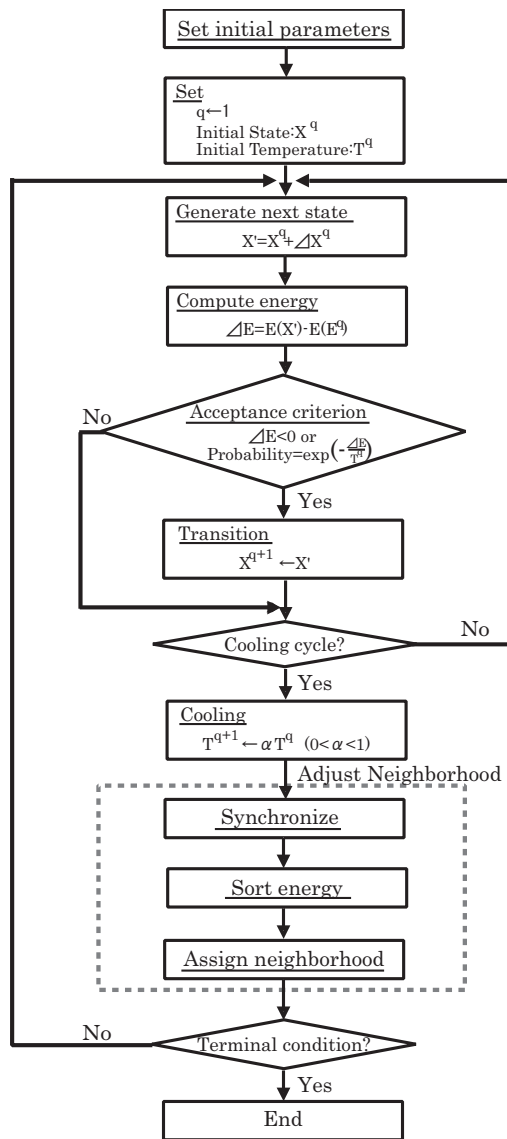 Set initial parameters
Set
q←1
Initial State:X^q
Initial Temperature:T^q
Generate next state
X'=X^q+⊿X^q
Compute energy
⊿E=E(X')-E(E^q)
No
Acceptance criterion
⊿E<0 or
Probability=exp(-⊿E/T^q)
Yes
Transition
X^q+1 ←X'
Cooling cycle?
No
Yes
Cooling
T^q+1 ← α T^q (0< α <1)
Adjust Neighborhood
Synchronize
Sort energy
Assign neighborhood
No
Terminal condition?
Yes
End